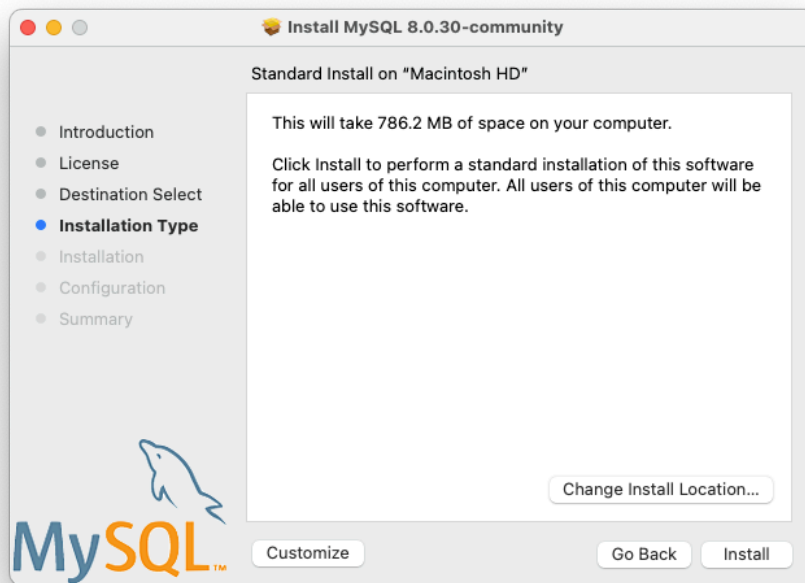 Install MySQL 8.0.30-community
Standard Install on “Macintosh HD”
Introduction
License
Destination Select
Installation Type
Installation
Configuration
Summary
This will take 786.2 MB of space on your computer.
Click Install to perform a standard installation of this software
for all users of this computer. All users of this computer will be
able to use this software.
Change Install Location...
MySQL™
Customize
Go Back
Install